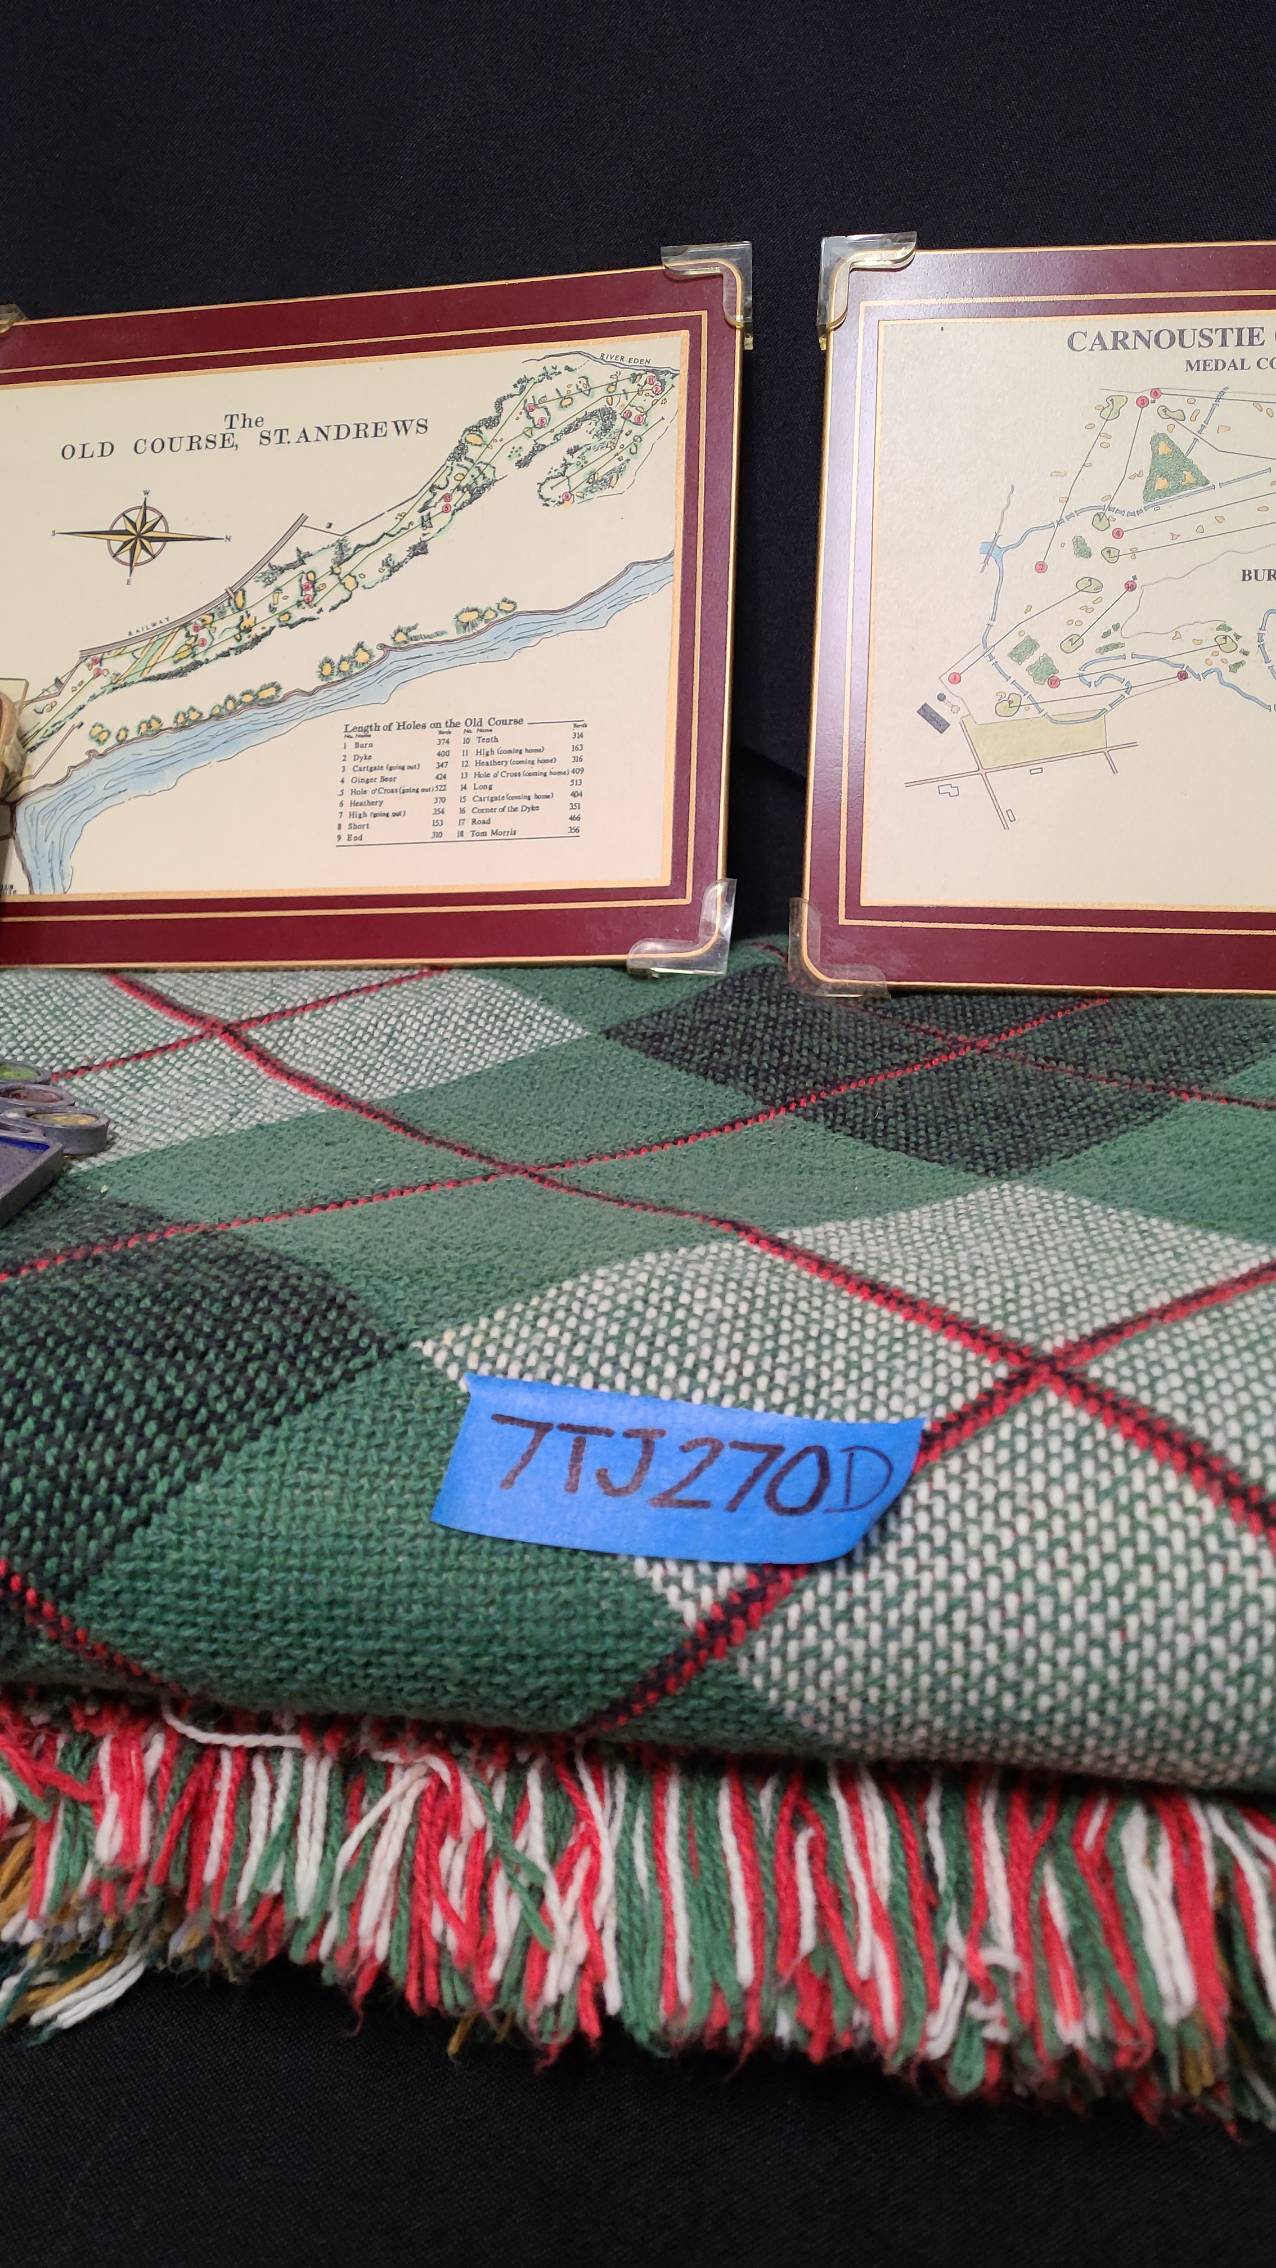 RIVER EDEN
The
OLD COURSE, ST. ANDREWS
W
S
N
E
RAILWAY
Length of Holes on the Old Course
No. Name
No. Name
1 Burn 374 10 Tenth 314
2 Dyke 400 11 High (coming home) 163
3 Cartgate (going out) 347 12 Heathery (coming home) 316
4 Ginger Beer 424 13 Hole o'Cross (coming home) 409
5 Hole o'Cross (going out) 522 14 Long 513
6 Heathery 370 15 Cartgate (coming home) 404
7 High (going out) 354 16 Corner of the Dyke 351
8 Short 153 17 Road 466
9 End 310 18 Tom Morris 356
CARNOUSTIE
MEDAL CO
BUR
7TJ270D